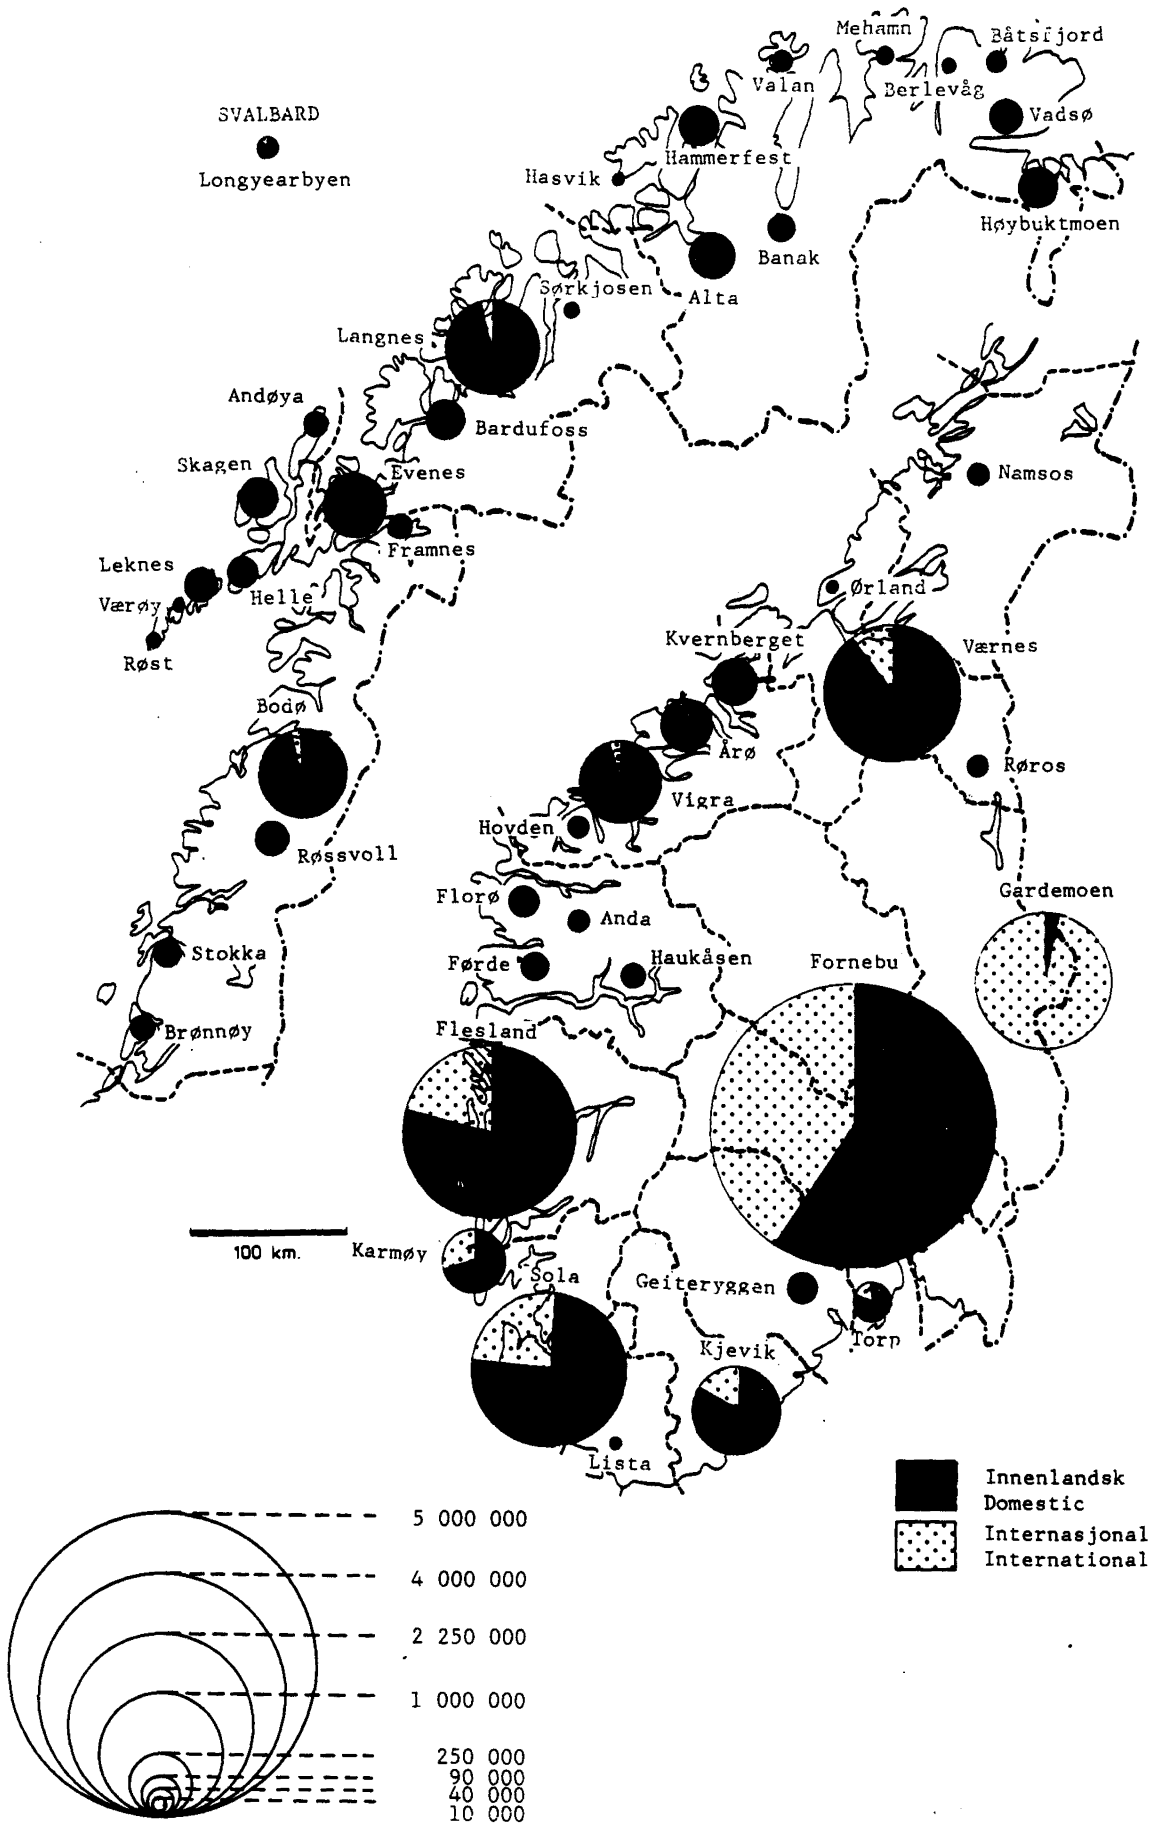 Mehamn
Båtsfjord
Valan
Berlevåg
SVALBARD
Vadsø
Longyearbyen
Hammerfest
Hasvik
Høybuktmoen
Banak
Sørkjosen
Alta
Langnes
Andøya
Bardufoss
Skagen
Evenes
Namsos
Framnes
Leknes
Værøy
Helle
Ørland
Røst
Kvernberget
Værnes
Bodø
Årø
Røros
Vigra
Hovden
Røssvoll
Gardemoen
Florø
Anda
Stokka
Førde
Haukåsen
Fornebu
Brønnøy
Flesland
100 km.
Karmøy
Sola
Geiteryggen
Torp
Kjevik
Lista
Innenlandsk
Domestic
Internasjonal
International
5 000 000
4 000 000
2 250 000
1 000 000
250 000
90 000
40 000
10 000